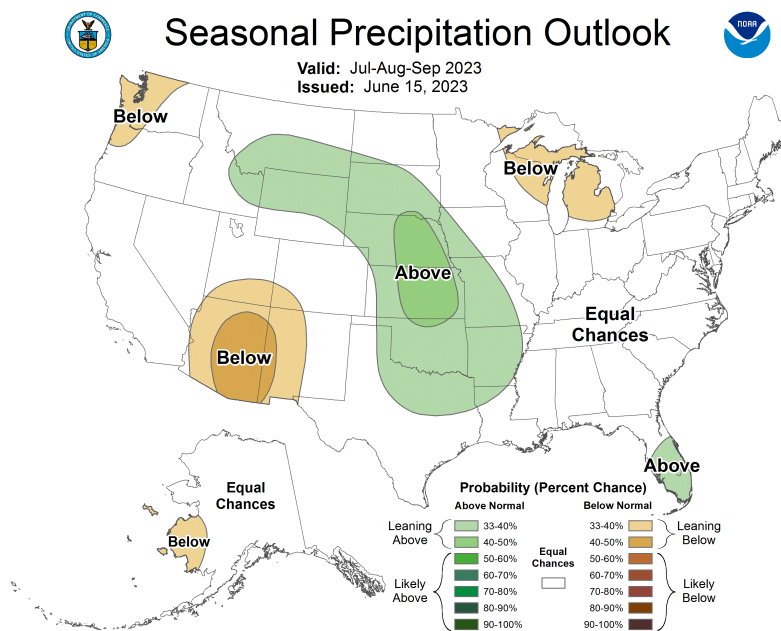 Seasonal Precipitation Outlook
Valid: Jul-Aug-Sep 2023
Issued: June 15, 2023
NOAA
Below
Below
Above
Equal
Chances
Below
Above
Equal
Chances
Below
Probability (Percent Chance)
Above Normal
Below Normal
Leaning
Above
33-40%
40-50%
Likely
Above
50-60%
60-70%
70-80%
80-90%
90-100%
Equal
Chances
33-40%
40-50%
Leaning
Below
50-60%
60-70%
70-80%
80-90%
90-100%
Likely
Below